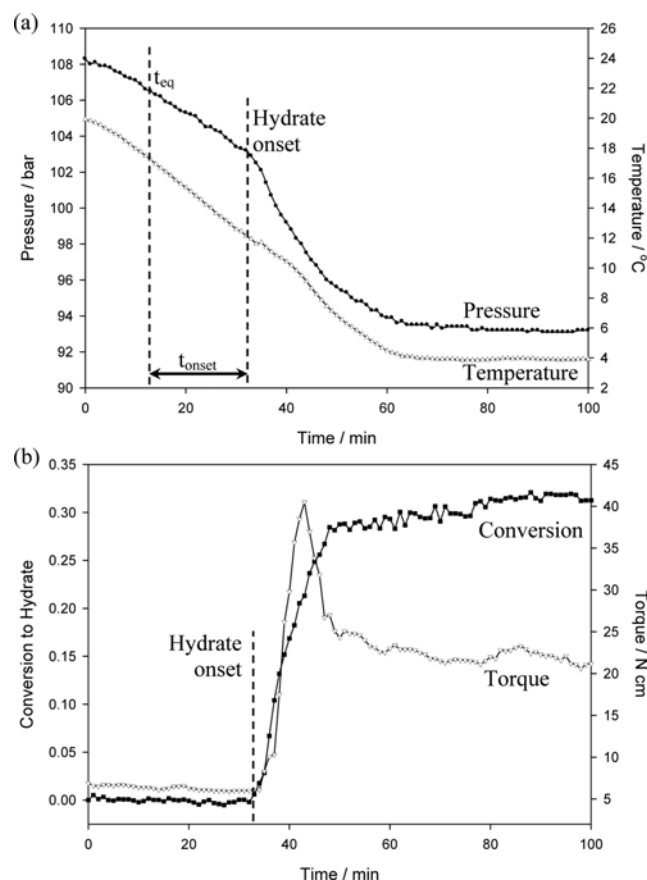 (a)
110
108
106
104
102
100
98
96
94
92
90
Pressure / bar
24
22
20
18
16
14
12
10
8
6
4
2
Temperature / °C
teq
Hydrate
onset
tonset
Pressure
Temperature
0 20 40 60 80 100
Time / min
(b)
0.35
0.30
0.25
0.20
0.15
0.10
0.05
0.00
Conversion to Hydrate
45
40
35
30
25
20
15
10
5
Torque / N cm
Conversion
Hydrate
onset
Torque
0 20 40 60 80 100
Time / min